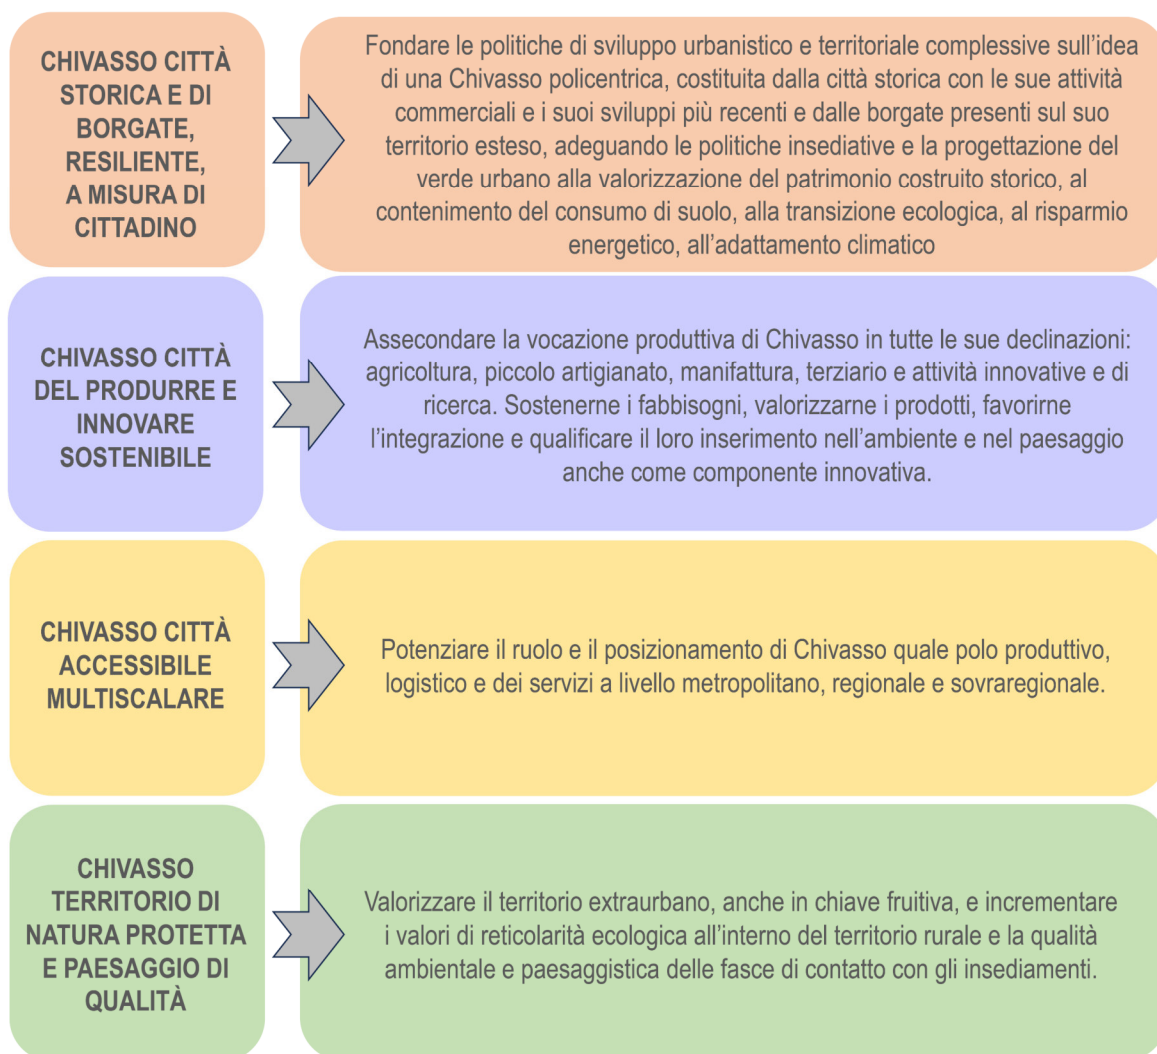 CHIVASSO CITTÀ
STORICA E DI
BORGATE,
RESILIENTE,
A MISURA DI
CITTADINO
Fondare le politiche di sviluppo urbanistico e territoriale complessive sull’idea
di una Chivasso policentrica, costituita dalla città storica con le sue attività
commerciali e i suoi sviluppi più recenti e dalle borgate presenti sul suo
territorio esteso, adeguando le politiche insediative e la progettazione del
verde urbano alla valorizzazione del patrimonio costruito storico, al
contenimento del consumo di suolo, alla transizione ecologica, al risparmio
energetico, all’adattamento climatico
CHIVASSO CITTÀ
DEL PRODURRE E
INNOVARE
SOSTENIBILE
Assecondare la vocazione produttiva di Chivasso in tutte le sue declinazioni:
agricoltura, piccolo artigianato, manifattura, terziario e attività innovative e di
ricerca. Sostenerne i fabbisogni, valorizzarne i prodotti, favorirne
l’integrazione e qualificare il loro inserimento nell’ambiente e nel paesaggio
anche come componente innovativa.
CHIVASSO CITTÀ
ACCESSIBILE
MULTISCALARE
Potenziare il ruolo e il posizionamento di Chivasso quale polo produttivo,
logistico e dei servizi a livello metropolitano, regionale e sovraregionale.
CHIVASSO
TERRITORIO DI
NATURA PROTETTA
E PAESAGGIO DI
QUALITÀ
Valorizzare il territorio extraurbano, anche in chiave fruitiva, e incrementare
i valori di reticolarità ecologica all’interno del territorio rurale e la qualità
ambientale e paesaggistica delle fasce di contatto con gli insediamenti.